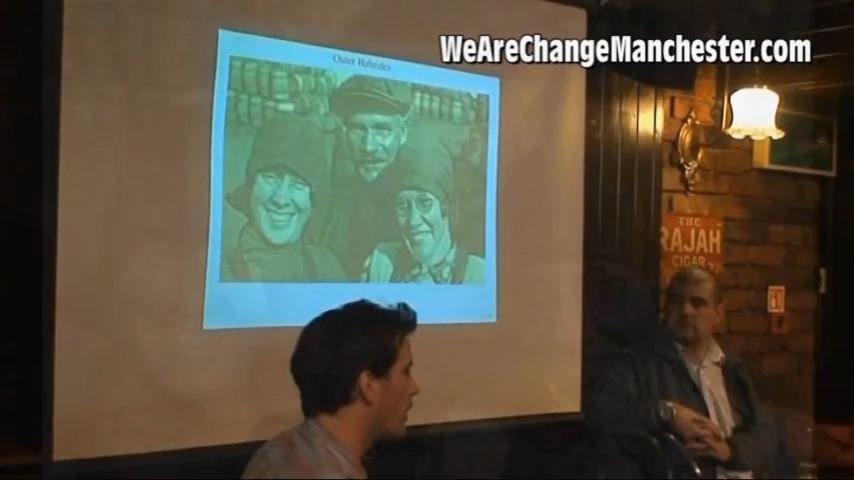 WeAreChangeManchester.com
Outer Hebrides
THE
RAJAH
CIGAR